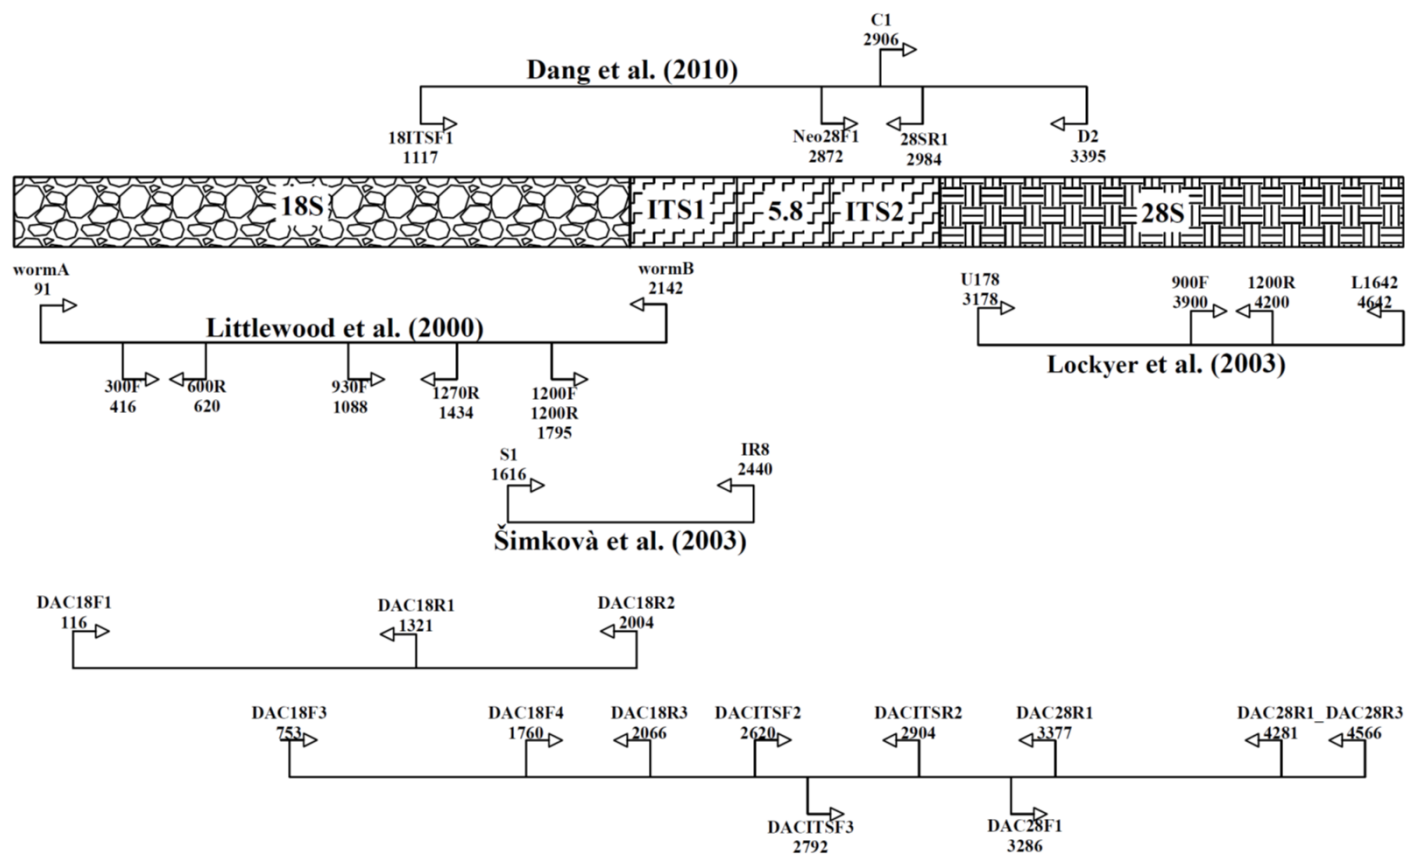 C1
2906
Dang et al. (2010)
18ITSF1
1117
Neo28F1
2872
28SR1
2984
D2
3395
18S
ITS1
5.8
ITS2
28S
wormA
91
wormB
2142
U178
3178
900F
3900
1200R
4200
L1642
4642
Littlewood et al. (2000)
Lockyer et al. (2003)
300F
416
600R
620
930F
1088
1270R
1434
1200F
1200R
1795
S1
1616
IR8
2440
Šimkovà et al. (2003)
DAC18F1
116
DAC18R1
1321
DAC18R2
2004
DAC18F3
753
DAC18F4
1760
DAC18R3
2066
DACITSF2
2620
DACITSR2
2904
DAC28R1
3377
DAC28R1_DAC28R3
4281 4566
DACITSF3
2792
DAC28F1
3286